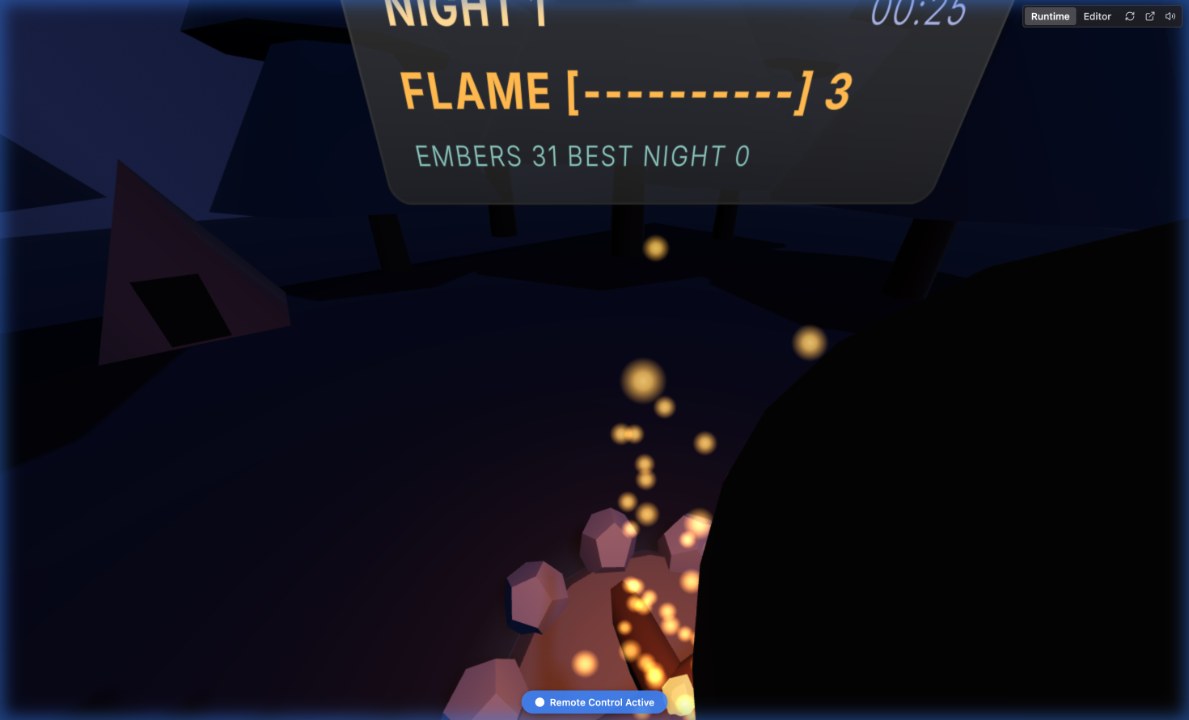 NIGHT 1 00:25
Runtime Editor
FLAME [----------] 3
EMBERS 31 BEST NIGHT 0
Remote Control Active